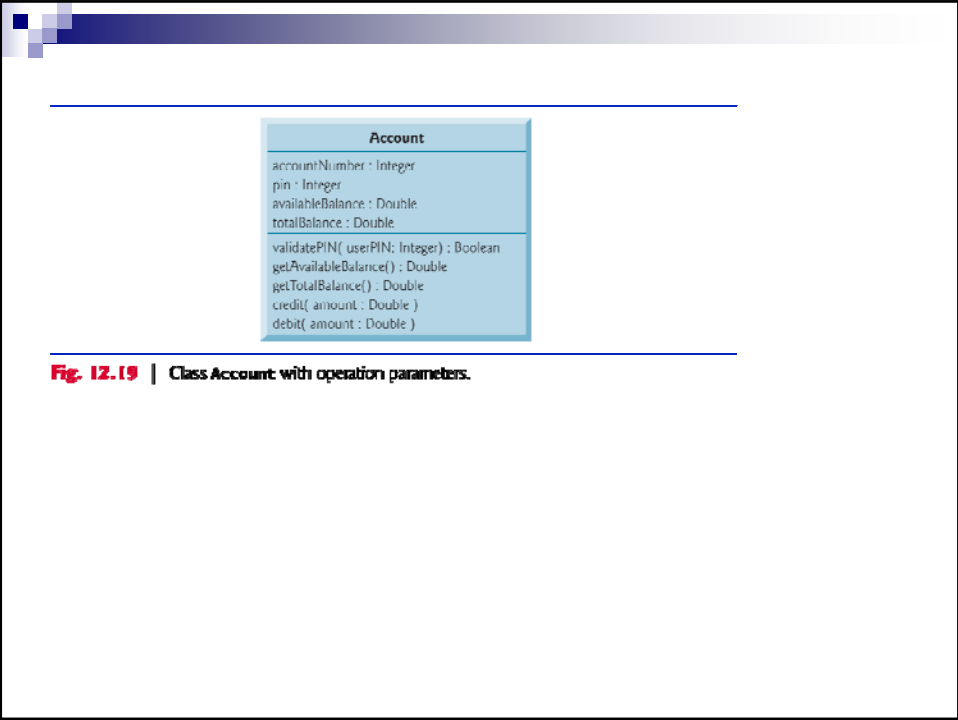 Account
accountNumber : Integer
pin : Integer
availableBalance : Double
totalBalance : Double
validatePIN( userPIN: Integer) : Boolean
getAvailableBalance() : Double
getTotalBalance() : Double
credit( amount : Double )
debit( amount : Double )
Fig. 12.19 | Class Account with operation parameters.